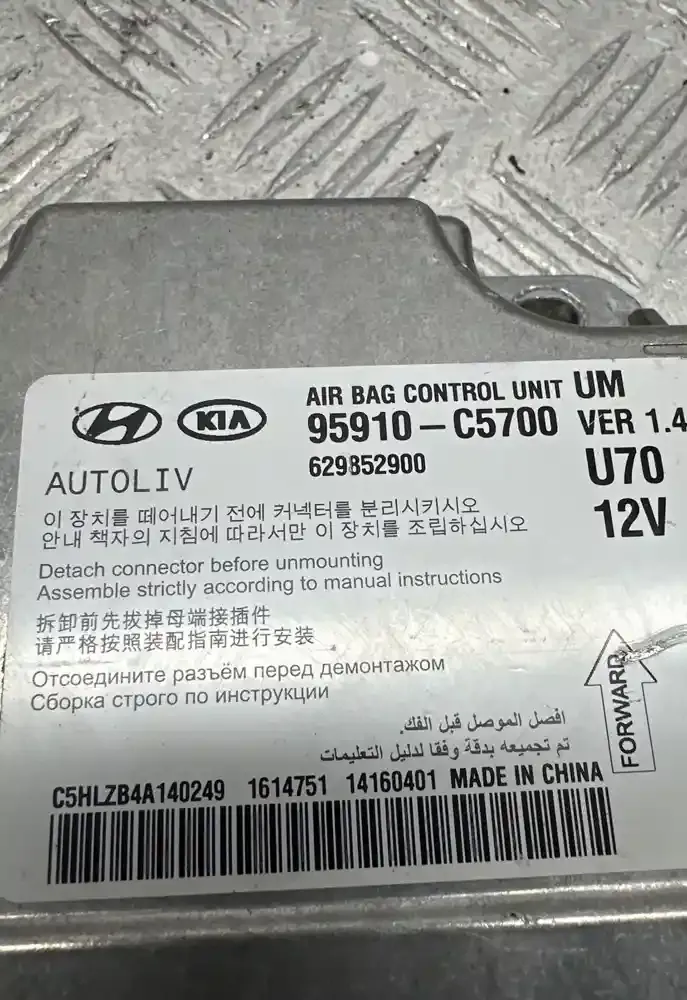 KIA
AIR BAG CONTROL UNIT UM
95910-C5700 VER 1.4
629852900
U70
AUTOLIV
12V
이 장치를 떼어내기 전에 커넥터를 분리시키시오
안내 책자의 지침에 따라서만 이 장치를 조립하십시오
Detach connector before unmounting
Assemble strictly according to manual instructions
拆卸前先拔掉母端接插件
请严格按照装配指南进行安装
Отсоедините разъём перед демонтажом
Сборка строго по инструкции
افصل الموصل قبل الفك.
تم تجميعه بدقة وفقا لدليل التعليمات
FORWARD
C5HLZB4A140249 1614751 14160401 MADE IN CHINA